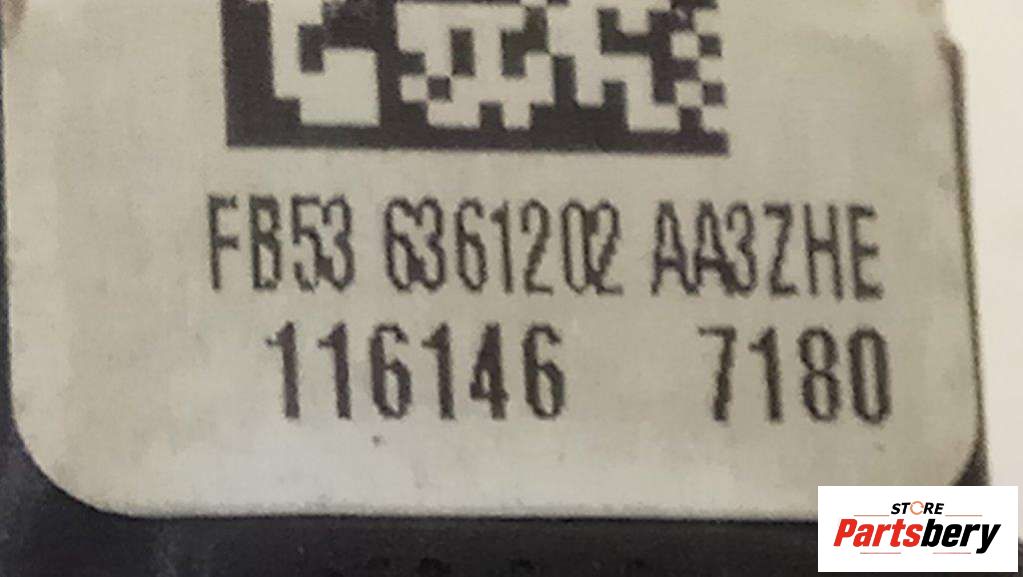 FB53 6361202 AA3ZHE
116146 7180
STORE
Partsbery